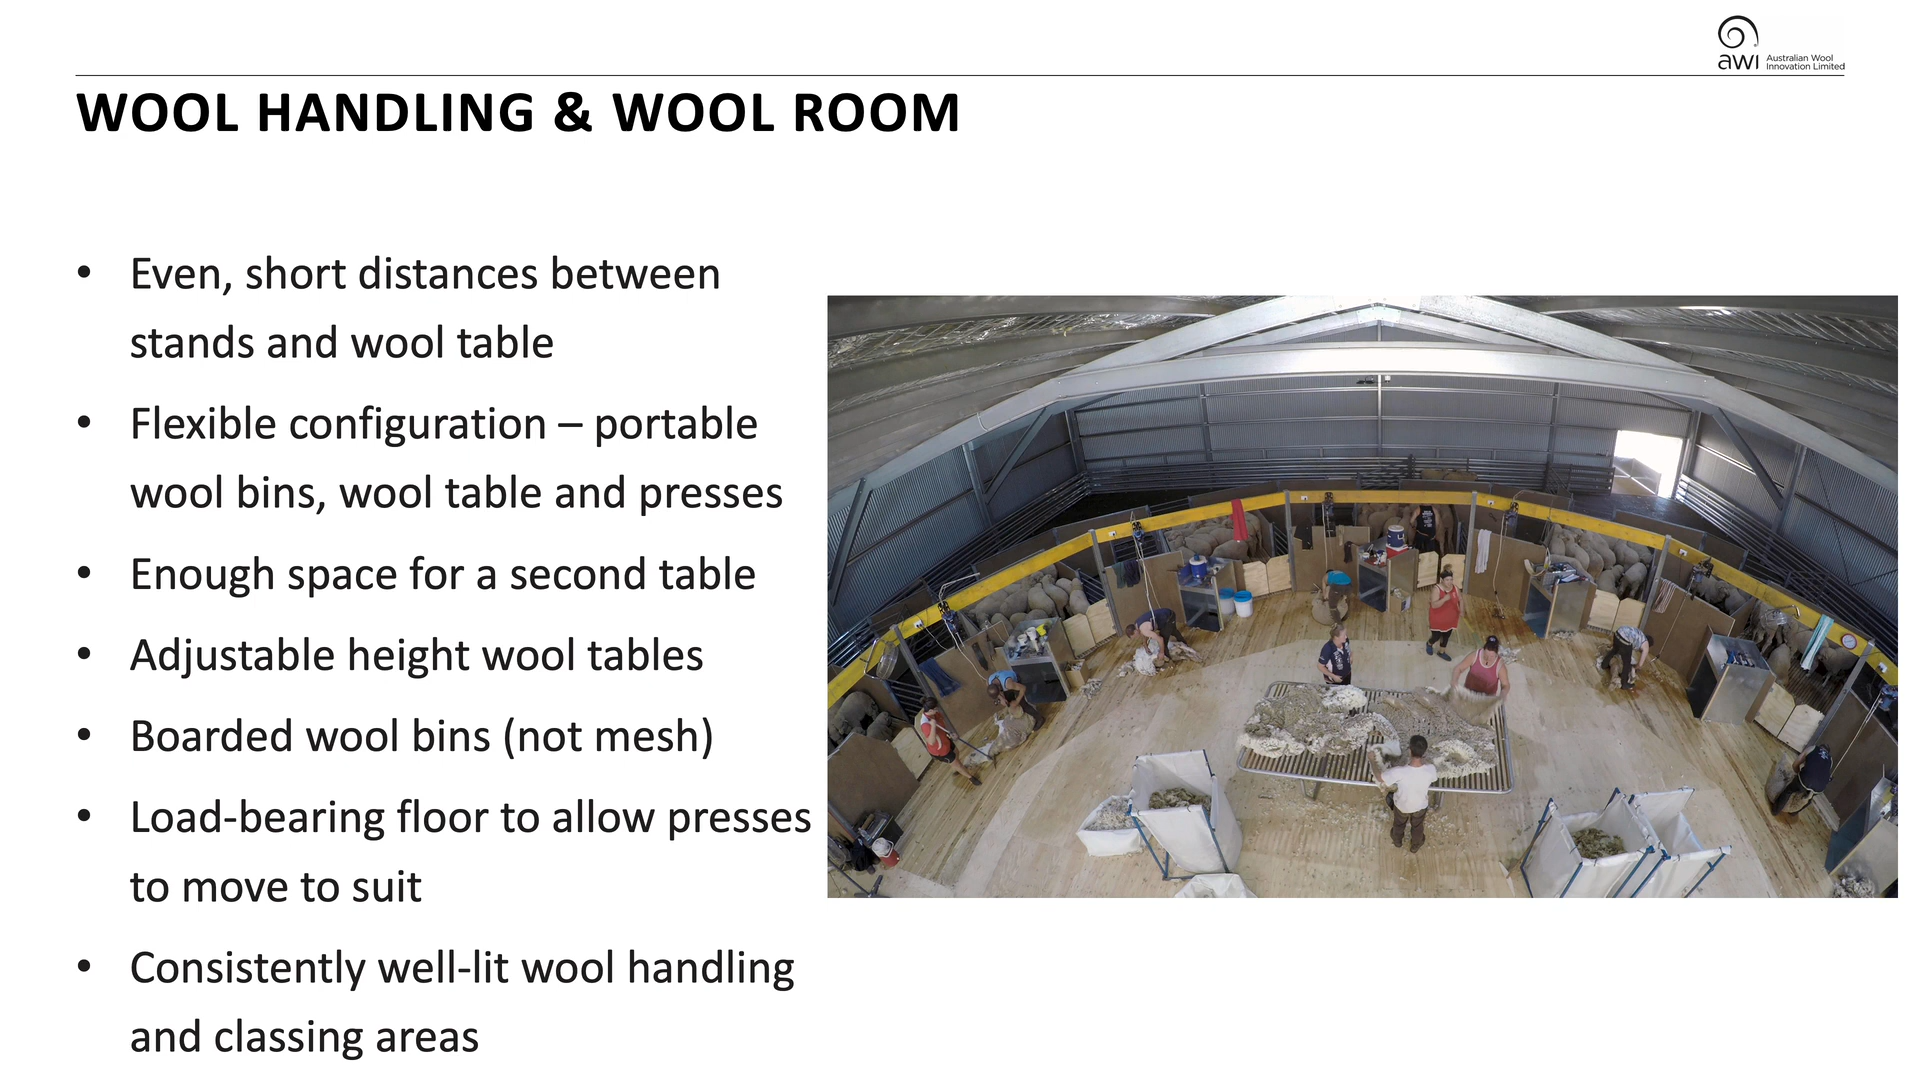 awi Australian Wool
Innovation Limited
WOOL HANDLING & WOOL ROOM
• Even, short distances between
stands and wool table
• Flexible configuration – portable
wool bins, wool table and presses
• Enough space for a second table
• Adjustable height wool tables
• Boarded wool bins (not mesh)
• Load-bearing floor to allow presses
to move to suit
• Consistently well-lit wool handling
and classing areas